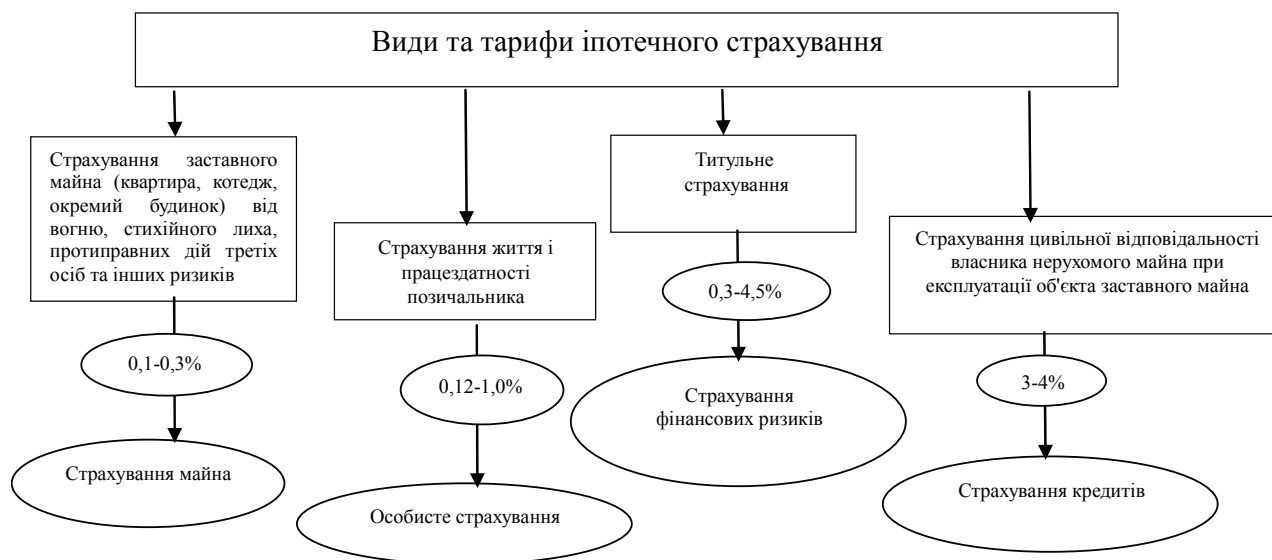 Види та тарифи іпотечного страхування
Страхування заставного
майна (квартира, котедж,
окремий будинок) від
вогню, стихійного лиха,
протиправних дій третіх
осіб та інших ризиків
0,1-0,3%
Страхування майна
Страхування життя і
працездатності
позичальника
0,12-1,0%
Особисте страхування
Титульне
страхування
0,3-4,5%
Страхування
фінансових ризиків
Страхування цивільної відповідальності
власника нерухомого майна при
експлуатації об'єкта заставного майна
3-4%
Страхування кредитів